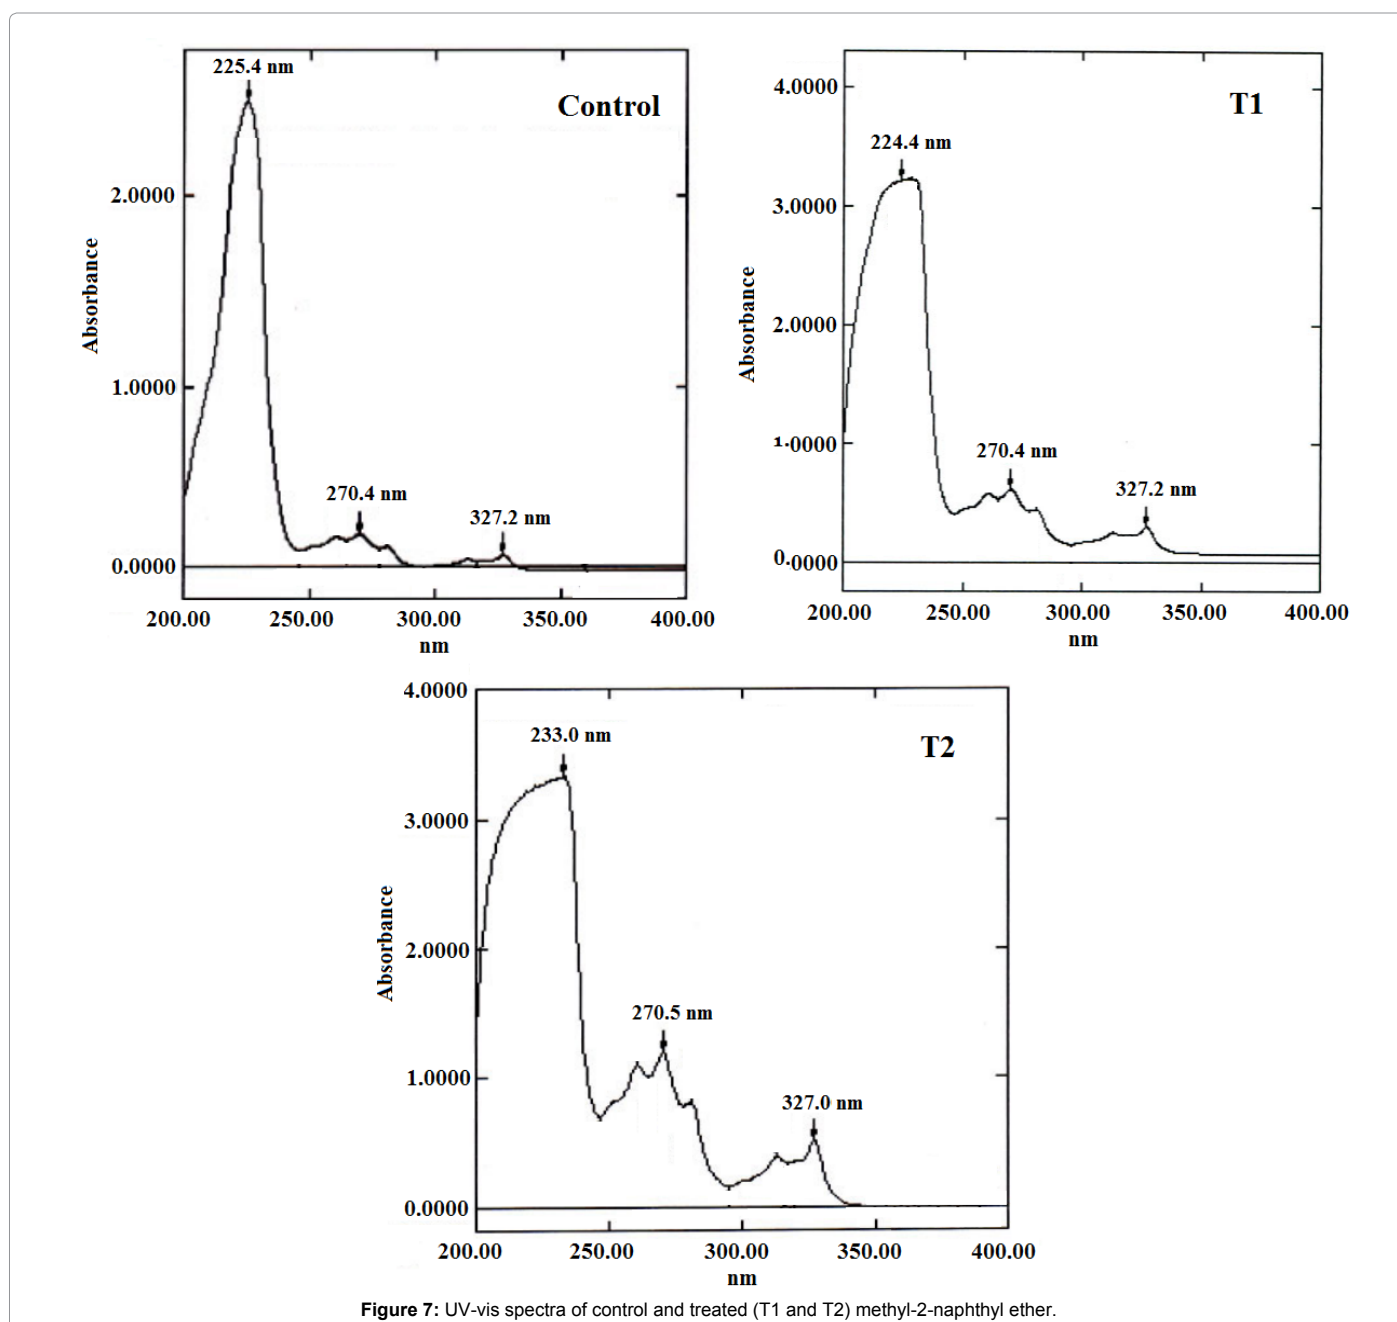 225.4 nm
Control
2.0000
1.0000
0.0000
Absorbance
270.4 nm
327.2 nm
200.00 250.00 300.00 350.00 400.00
nm
T1
4.0000
224.4 nm
3.0000
2.0000
1.0000
0.0000
Absorbance
270.4 nm
327.2 nm
200.00 250.00 300.00 350.00 400.00
nm
4.0000
233.0 nm
T2
3.0000
2.0000
1.0000
0.0000
Absorbance
270.5 nm
327.0 nm
200.00 250.00 300.00 350.00 400.00
nm
Figure 7: UV-vis spectra of control and treated (T1 and T2) methyl-2-naphthyl ether.